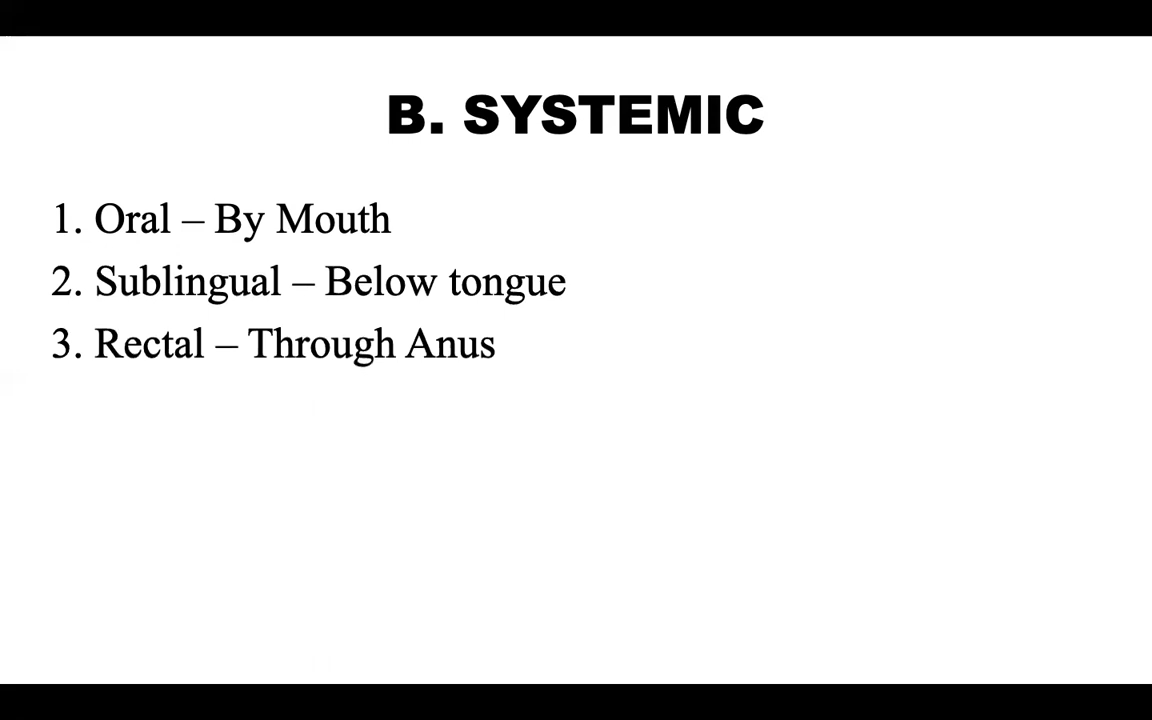 B. SYSTEMIC
1. Oral – By Mouth
2. Sublingual – Below tongue
3. Rectal – Through Anus